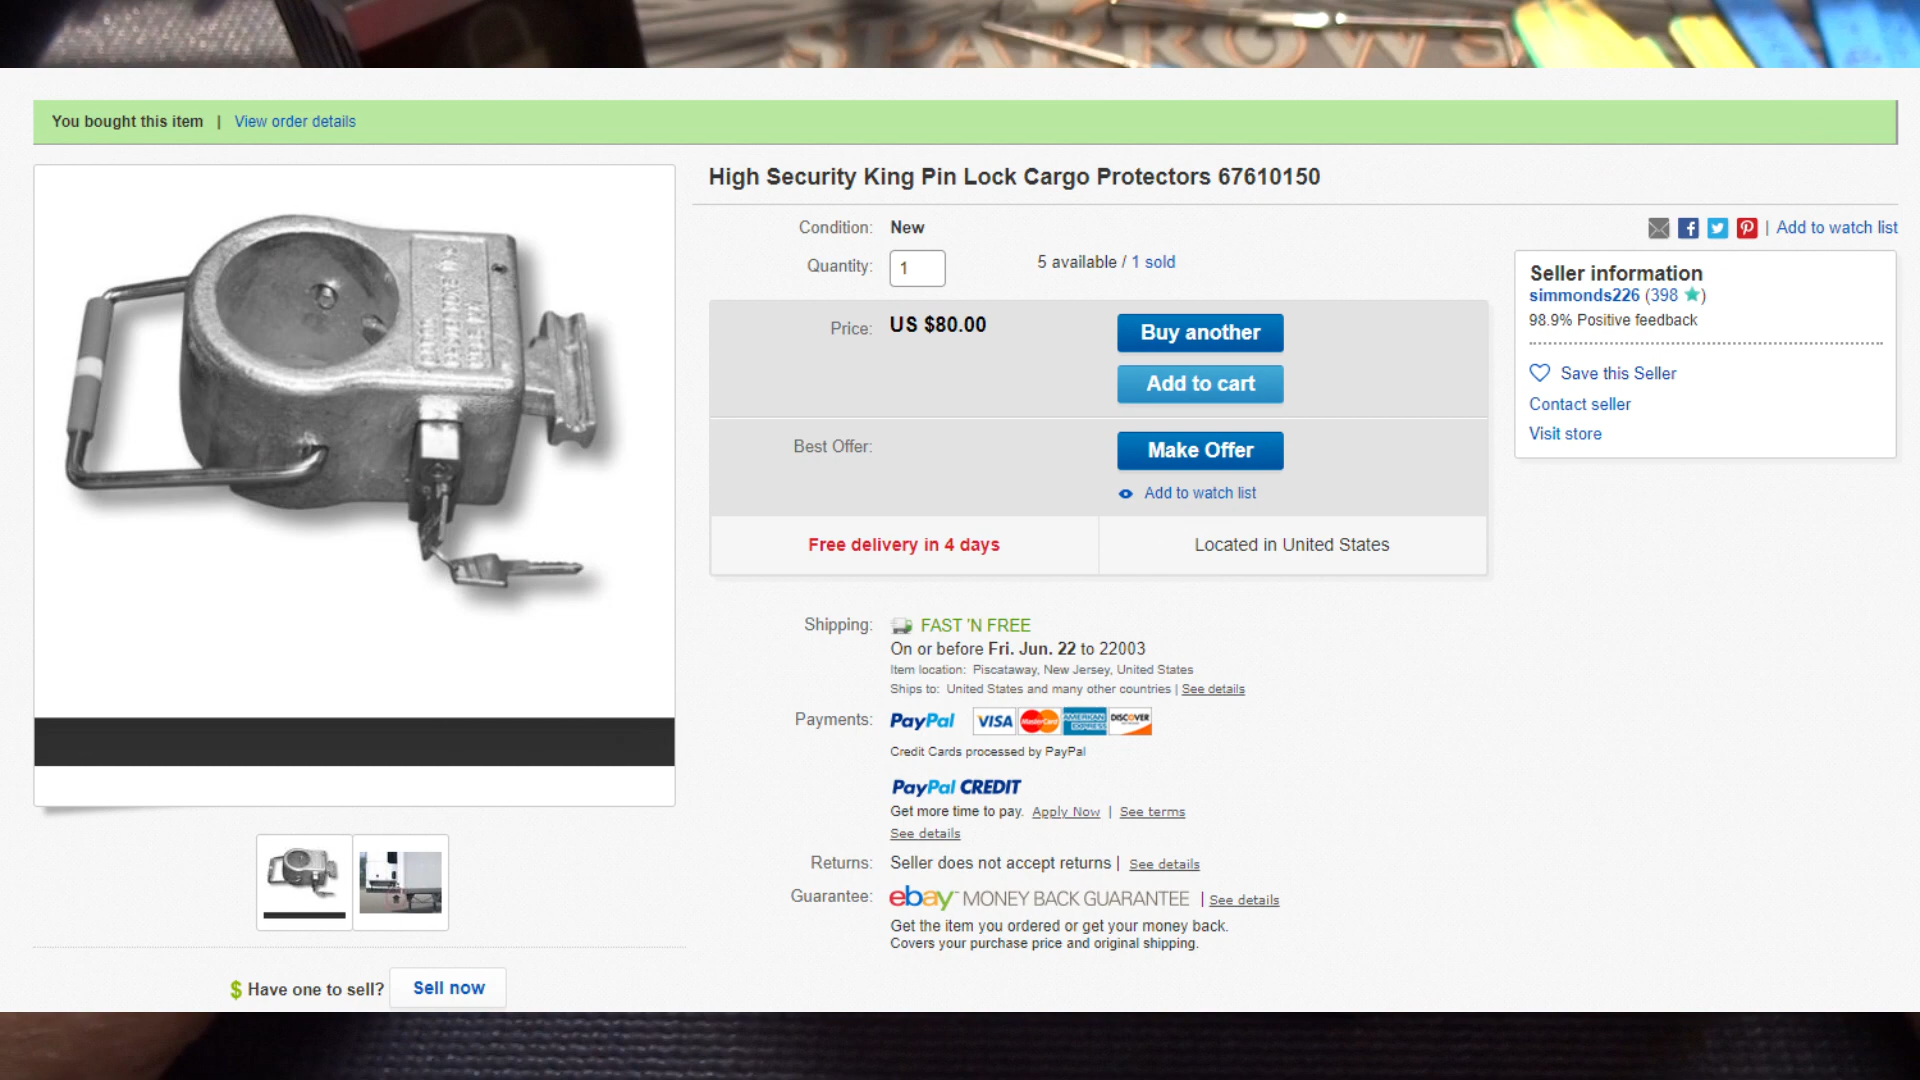 SPARROWS
You bought this item | View order details
High Security King Pin Lock Cargo Protectors 67610150
Condition: New
Quantity: 1 5 available / 1 sold
| Add to watch list
Seller information
simmonds226 (398)
98.9% Positive feedback
Save this Seller
Contact seller
Visit store
Price: US $80.00
Buy another
Add to cart
Best Offer:
Make Offer
Add to watch list
Free delivery in 4 days Located in United States
Shipping: FAST 'N FREE
On or before Fri. Jun. 22 to 22003
Item location: Piscataway, New Jersey, United States
Ships to: United States and many other countries | See details
Payments: PayPal VISA MasterCard AMERICAN EXPRESS DISCOVER
Credit Cards processed by PayPal
PayPal CREDIT
Get more time to pay. Apply Now | See terms
See details
Returns: Seller does not accept returns | See details
Guarantee: ebay MONEY BACK GUARANTEE | See details
Get the item you ordered or get your money back.
Covers your purchase price and original shipping.
$ Have one to sell? Sell now